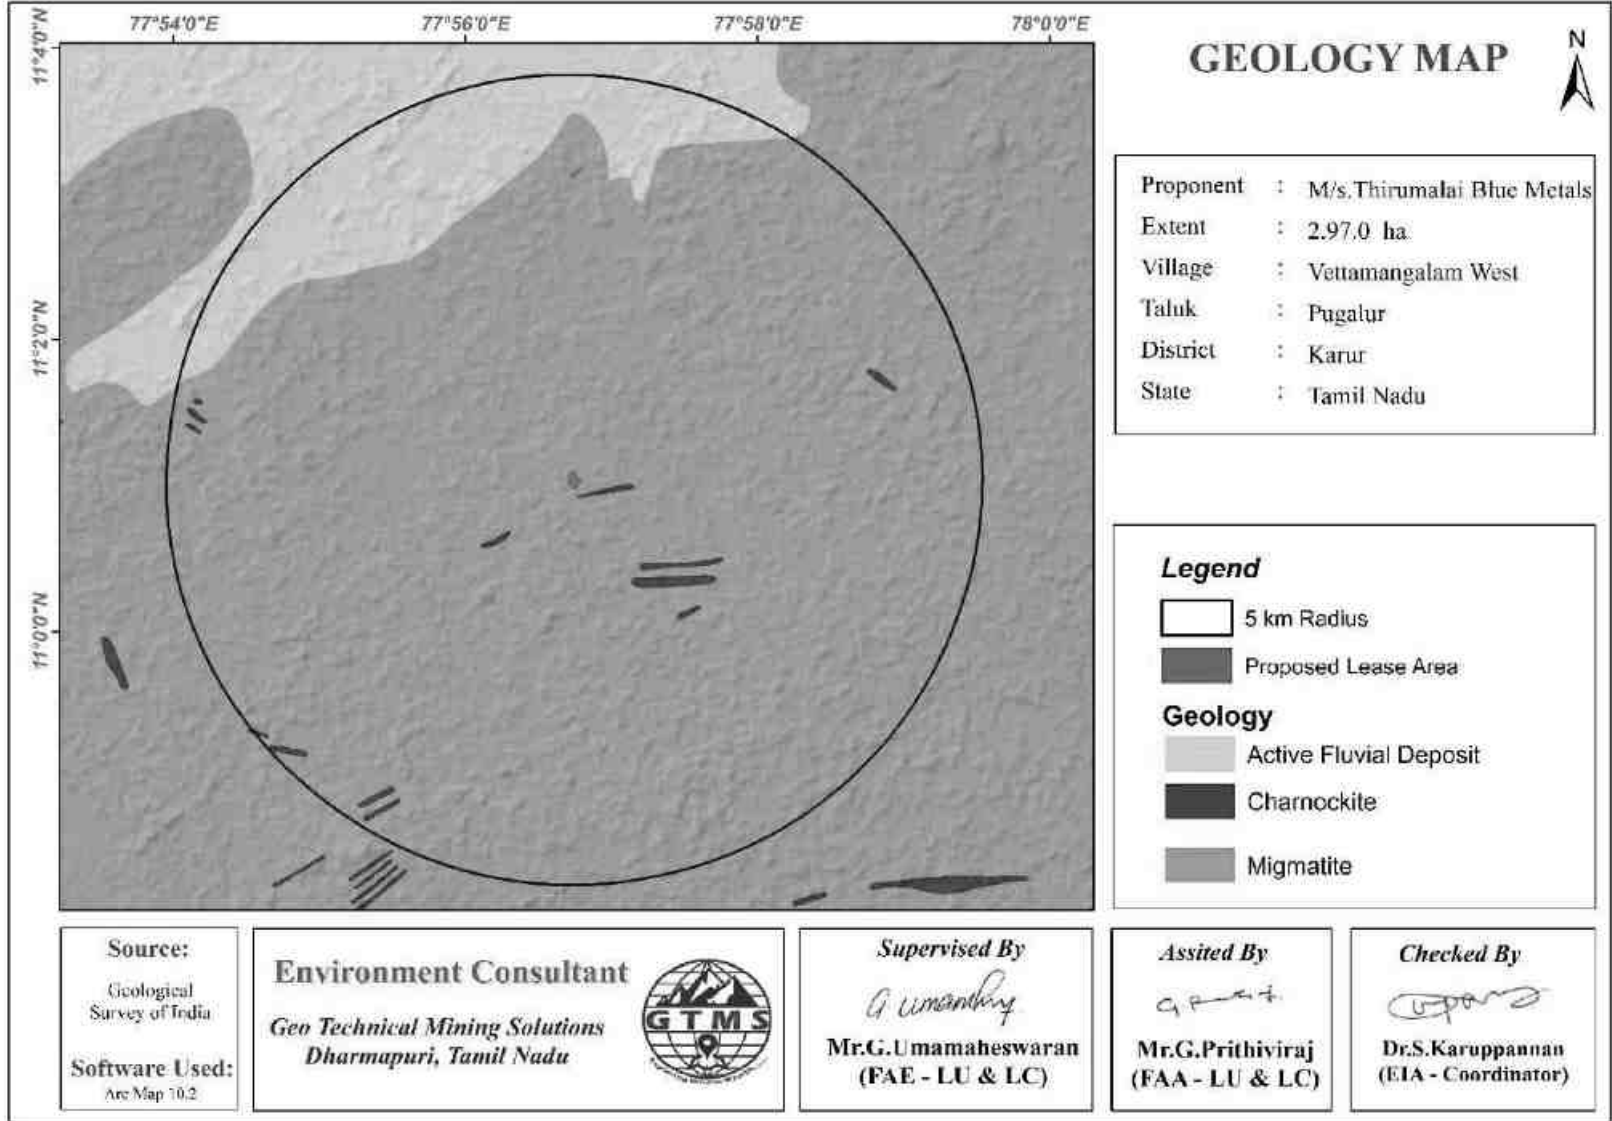 77°54'0"E
77°56'0"E
77°58'0"E
78°0'0"E
11°4'0"N
11°2'0"N
11°0'0"N
GEOLOGY MAP
N
Proponent : M/s.Thirumalai Blue Metals
Extent : 2.97.0 ha
Village : Vettamangalam West
Taluk : Pugalur
District : Karur
State : Tamil Nadu
Legend
5 km Radius
Proposed Lease Area
Geology
Active Fluvial Deposit
Charnockite
Migmatite
Source:
Geological
Survey of India
Software Used:
Arc Map 10.2
Environment Consultant
Geo Technical Mining Solutions
Dharmapuri, Tamil Nadu
GTMS
Supervised By
Mr.G.Umamaheswaran
(FAE - LU & LC)
Assited By
Mr.G.Prithiviraj
(FAA - LU & LC)
Checked By
Dr.S.Karuppannan
(EIA - Coordinator)